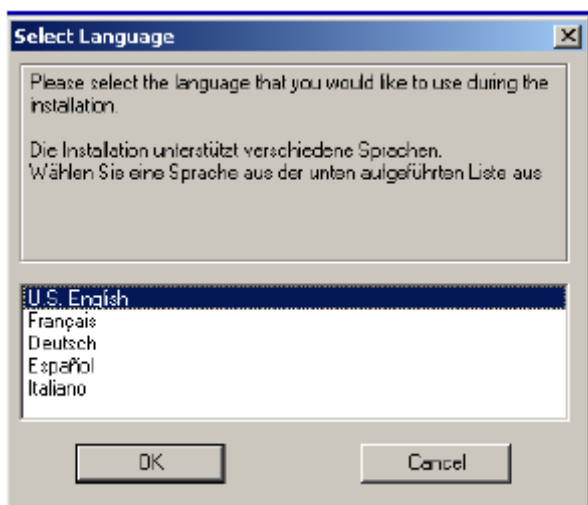 Select Language
Please select the language that you would like to use during the
installation.
Die Installation unterstützt verschiedene Sprachen.
Wählen Sie eine Sprache aus der unten aufgeführten Liste aus
U.S. English
Français
Deutsch
Español
Italiano
OK
Cancel